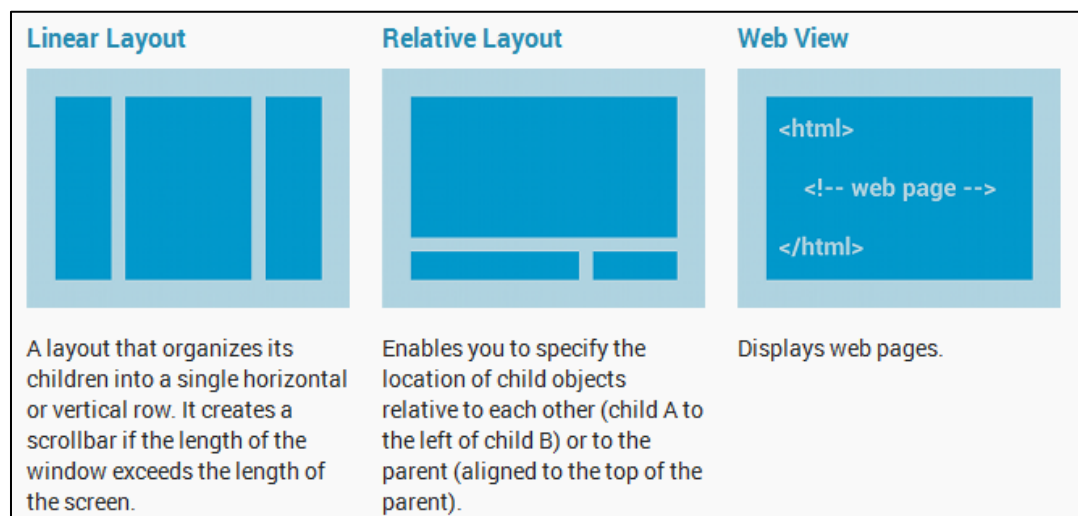 Linear Layout
Relative Layout
Web View
<html>
<!-- web page -->
</html>
A layout that organizes its
children into a single horizontal
or vertical row. It creates a
scrollbar if the length of the
window exceeds the length of
the screen.
Enables you to specify the
location of child objects
relative to each other (child A to
the left of child B) or to the
parent (aligned to the top of the
parent).
Displays web pages.